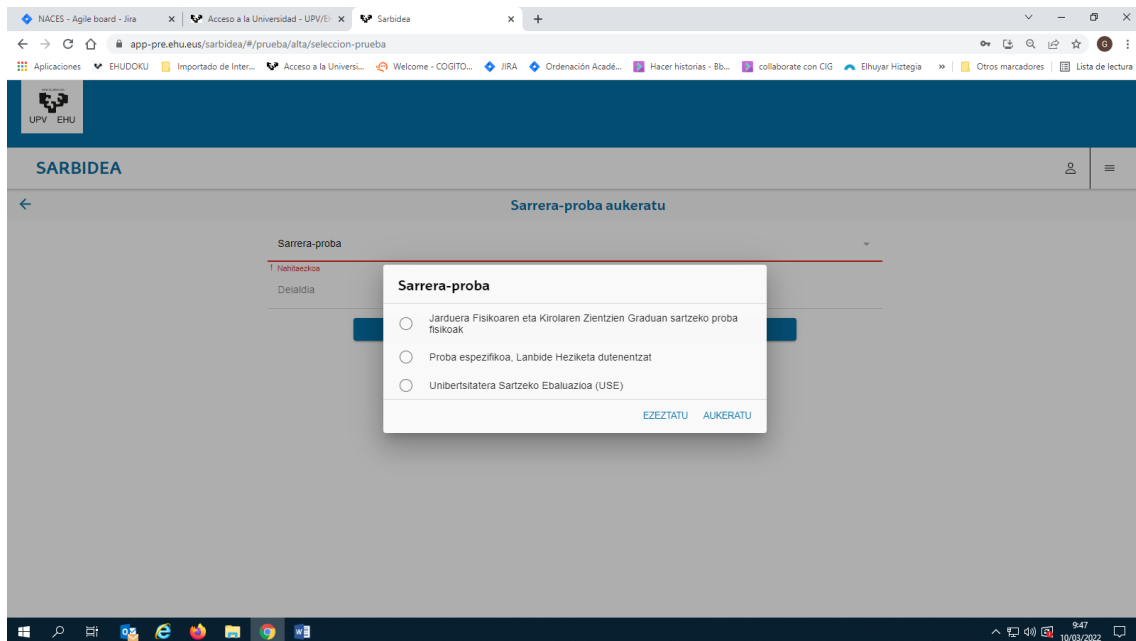 NACES - Agile board - Jira
Acceso a la Universidad - UPV/EH
Sarbidea
app-pre.ehu.eus/sarbidea/#/prueba/alta/seleccion-prueba
G
Aplicaciones EHUDOKU Importado de Inter... Acceso a la Universi... Welcome - COGITO... JIRA Ordenación Acadé... Hacer historias - Bb... collaborate con CIG Elhuyar Hiztegia » Otros marcadores Lista de lectura
UPV EHU
SARBIDEA
Sarrera-proba aukeratu
Sarrera-proba
! Nahitaezkoa
Deialdia
Sarrera-proba
Jarduera Fisikoaren eta Kirolaren Zientzien Graduan sartzeko proba
fisikoak
Proba espezifikoa, Lanbide Heziketa dutenentzat
Unibertsitatera Sartzeko Ebaluazioa (USE)
EZEZTATU AUKERATU
9:47
10/03/2022